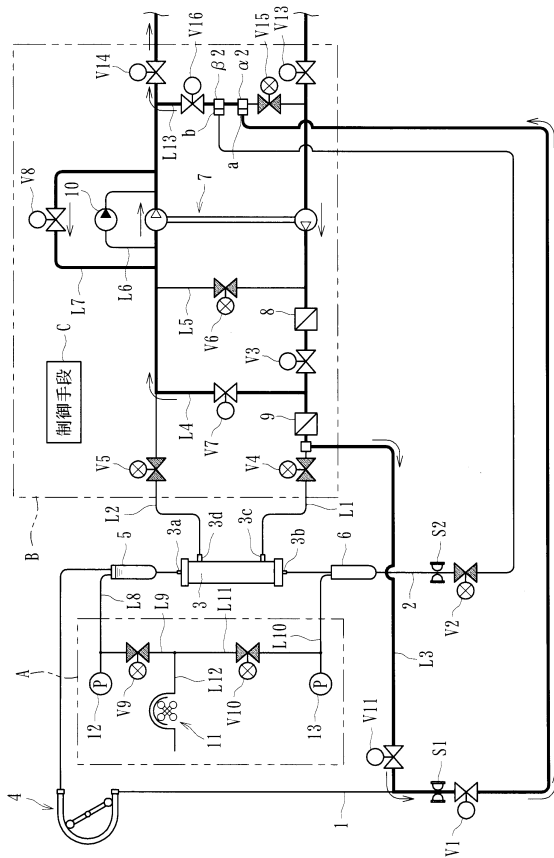 V14
V16
β2
V15
α2
V13
b
a
L13
V8
10
7
L6
L7
C
制御手段
L5
V6
8
V3
L4
V7
9
V5
V4
B
L2
L1
3a
3d
3c
3b
5
3
6
S2
2
V2
L8
L9
L11
L10
A
12
P
V9
L12
11
V10
13
P
L3
V11
4
S1
1
V1